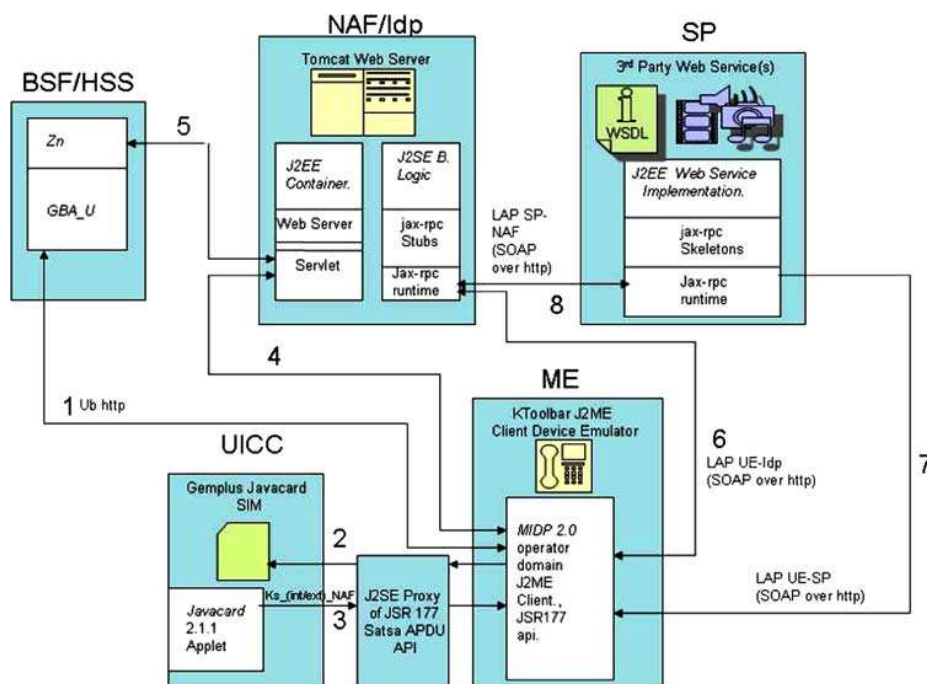 NAF/Idp
Tomcat Web Server
SP
3rd Party Web Service(s)
BSF/HSS
Zn
GBA_U
5
J2EE
Container.
Web Server
Servlet
J2SE B.
Logic
jax-rpc
Stubs
Jax-rpc
runtime
WSDL
J2EE Web Service
Implementation.
jax-rpc
Skeletons
Jax-rpc
runtime
LAP SP-
NAF
(SOAP
over http)
8
4
1 Ub http
ME
KToolbar J2ME
Client Device Emulator
6
LAP UE-Idp
(SOAP over http)
7
UICC
Gemplus Javacard
SIM
2
Ks_(int/ext)_NAF
3
Javacard
2.1.1
Applet
J2SE Proxy
of JSR 177
Satsa APDU
API
MIDP 2.0
operator
domain
J2ME
Client.,
JSR177
api.
LAP UE-SP
(SOAP over http)